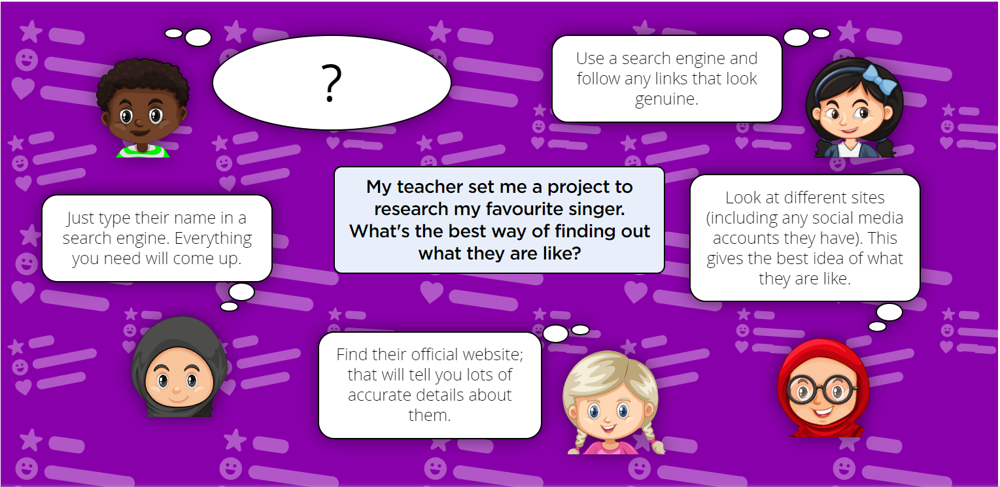 ?
Use a search engine and
follow any links that look
genuine.
My teacher set me a project to
research my favourite singer.
What's the best way of finding out
what they are like?
Just type their name in a
search engine. Everything
you need will come up.
Look at different sites
(including any social media
accounts they have). This
gives the best idea of what
they are like.
Find their official website;
that will tell you lots of
accurate details about
them.